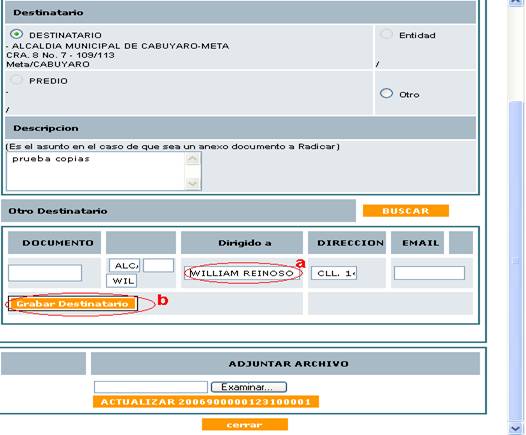 Destinatario
DESTINATARIO
- ALCALDIA MUNICIPAL DE CABUYARO-META
CRA. 8 No. 7 - 109/113
Meta/CABUYARO
Entidad
/
PREDIO
-
/
Otro
Descripcion
(Es el asunto en el caso de que sea un anexo documento a Radicar)
prueba copias
Otro Destinatario
BUSCAR
DOCUMENTO
Dirigido a
DIRECCION
EMAIL
ALC
WIL
WILLIAM REINOSO
a
CLL. 14
Grabar Destinatario
b
ADJUNTAR ARCHIVO
Examinar...
ACTUALIZAR 2006900000123100001
cerrar